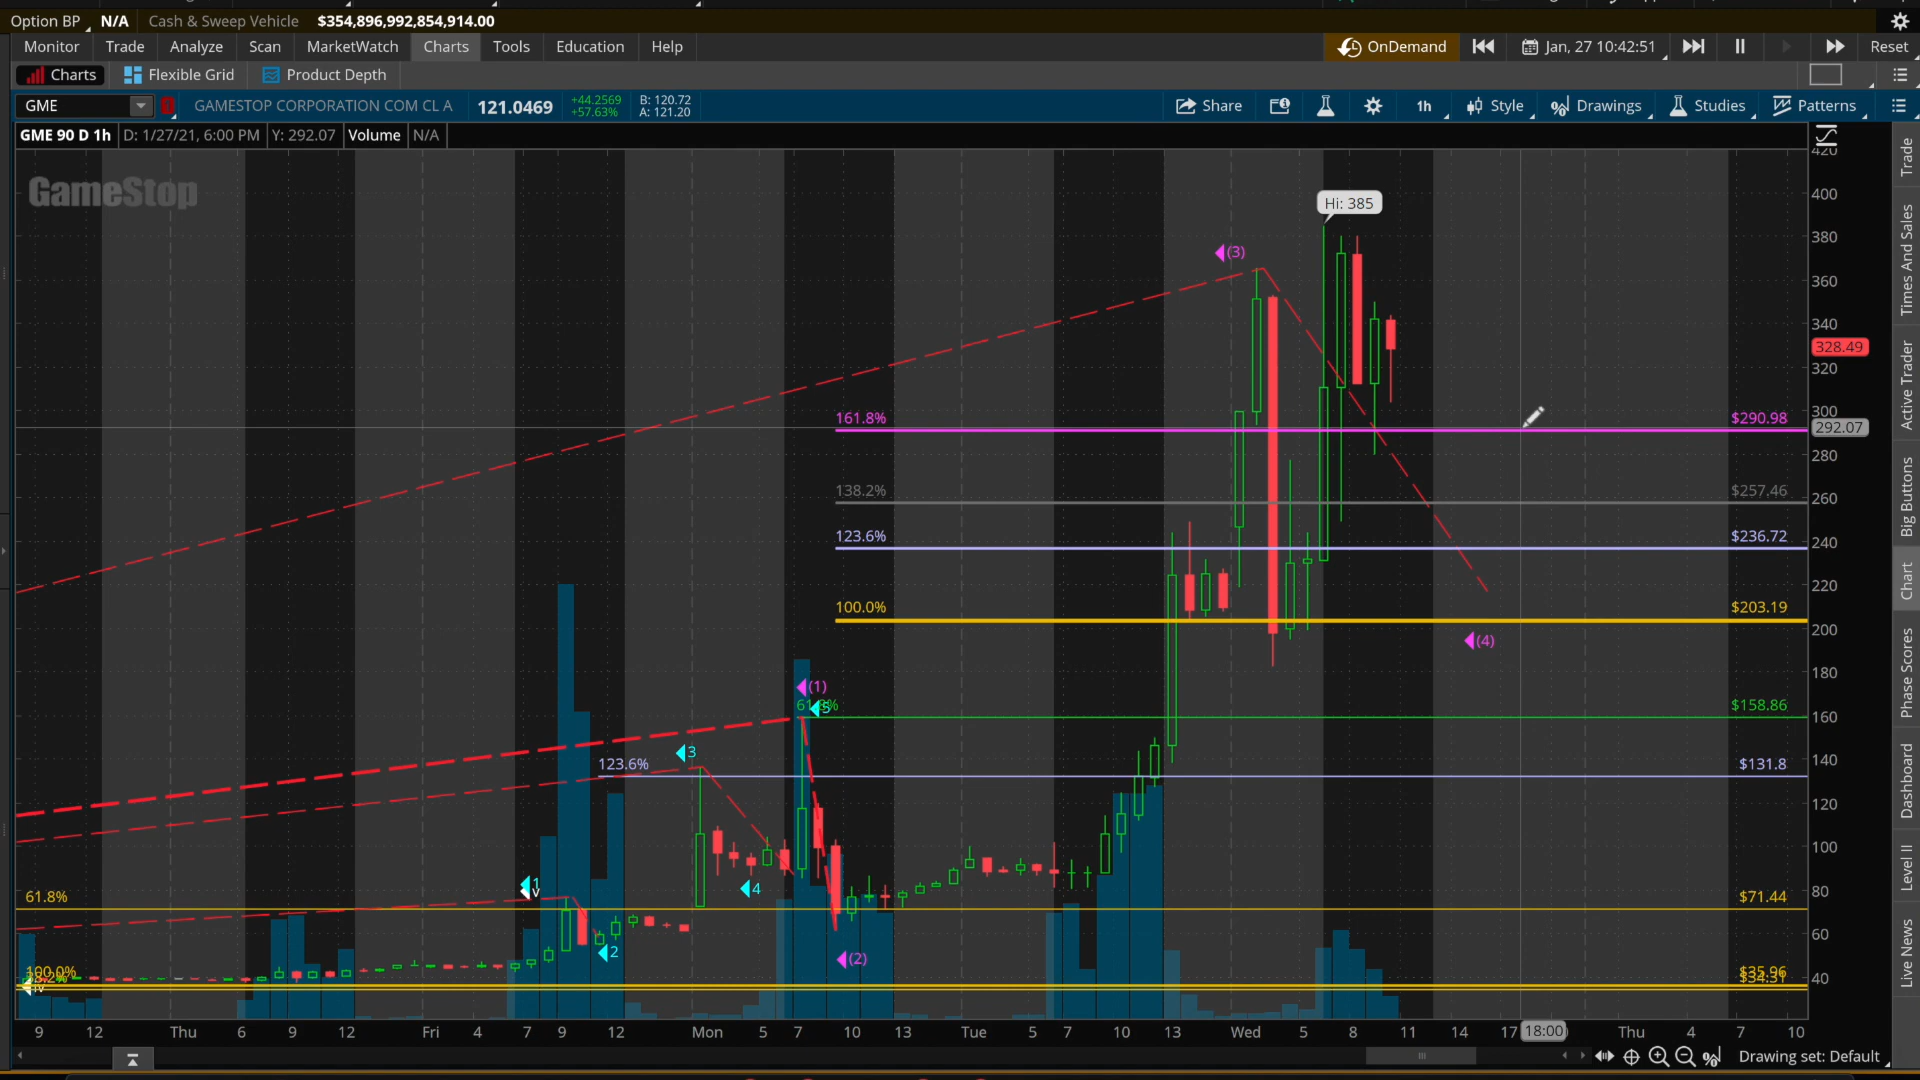 Option BP N/A Cash & Sweep Vehicle $354,896,992,854,914.00
Monitor Trade Analyze Scan MarketWatch Charts Tools Education Help OnDemand Jan, 27 10:42:51 Reset
Charts Flexible Grid Product Depth
GME GAMESTOP CORPORATION COM CL A 121.0469 +44.2569 +57.63% B: 120.72 A: 121.20 Share 1h Style Drawings Studies Patterns
GME 90 D 1h D: 1/27/21, 6:00 PM Y: 292.07 Volume N/A
GameStop
420
400
Hi: 385
380
(3)
360
340
328.49
320
300
161.8% $290.98
292.07
280
138.2% $257.46
260
123.6% $236.72
240
220
100.0% $203.19
200
(4)
180
(1)
5
$158.86
160
3
123.6% $131.8
140
120
100
1
v
4
80
61.8% $71.44
60
2
(2)
100.0% $35.96
$34.31
40
iv
9 12 Thu 6 9 12 Fri 4 7 9 12 Mon 5 7 10 13 Tue 5 7 10 13 Wed 5 8 11 14 17 18:00 Thu 4 7 10
Drawing set: Default
Trade
Times And Sales
Active Trader
Big Buttons
Chart
Phase Scores
Dashboard
Level II
Live News